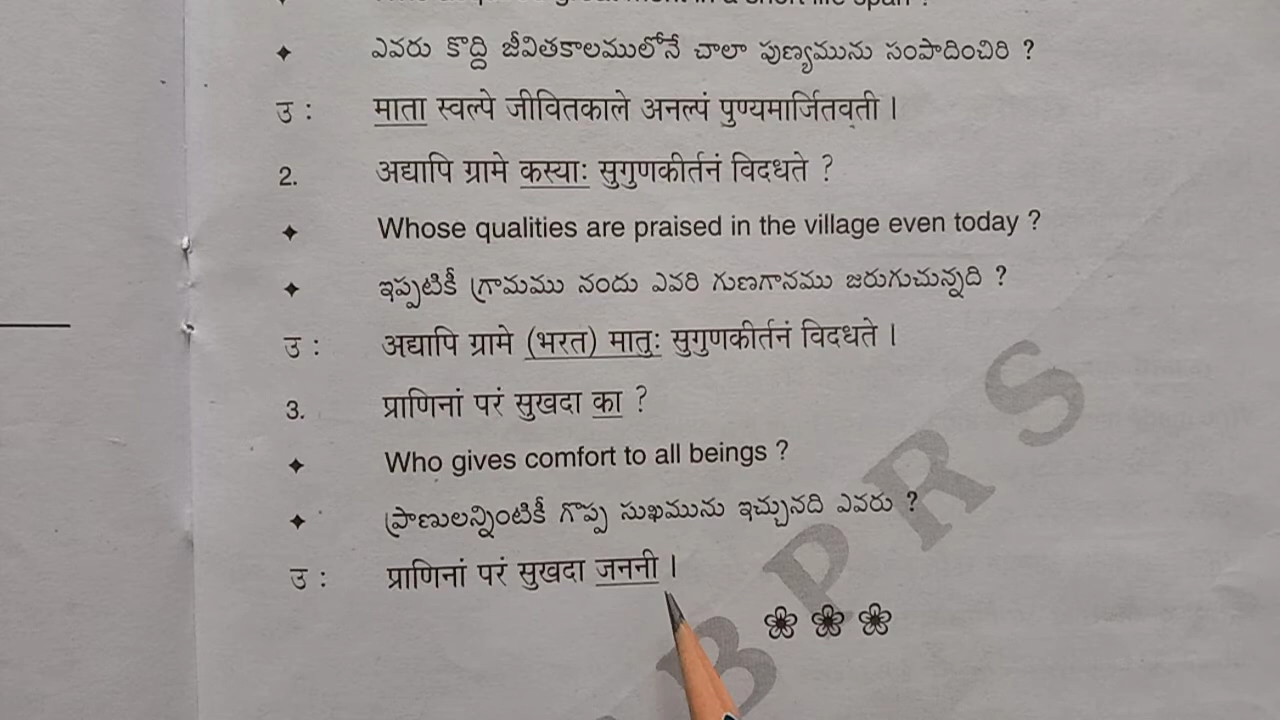 ✦ ఎవరు కొద్ది జీవితకాలములోనే చాలా పుణ్యమును సంపాదించిరి ?
उ : माता स्वल्पे जीवितकाले अनल्पं पुण्यमार्जितवती ।
2. अद्यापि ग्रामे कस्याः सुगुणकीर्तनं विदधते ?
✦ Whose qualities are praised in the village even today ?
✦ ఇప్పటికీ గ్రామము నందు ఎవరి గుణగానము జరుగుచున్నది ?
उ : अद्यापि ग्रामे (भरत) मातुः सुगुणकीर्तनं विदधते ।
3. प्राणिनां परं सुखदा का ?
✦ Who gives comfort to all beings ?
✦ ప్రాణులన్నింటికీ గొప్ప సుఖమును ఇచ్చునది ఎవరు ?
उ : प्राणिनां परं सुखदा जननी ।
B P R S